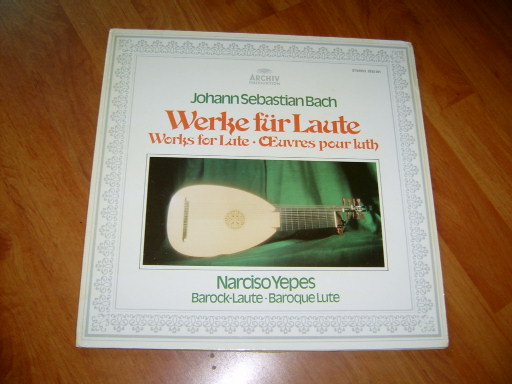 ARCHIV
Johann Sebastian Bach
Werke für Laute
Works for Lute · Œuvres pour luth
Narciso Yepes
Barock-Laute · Baroque Lute